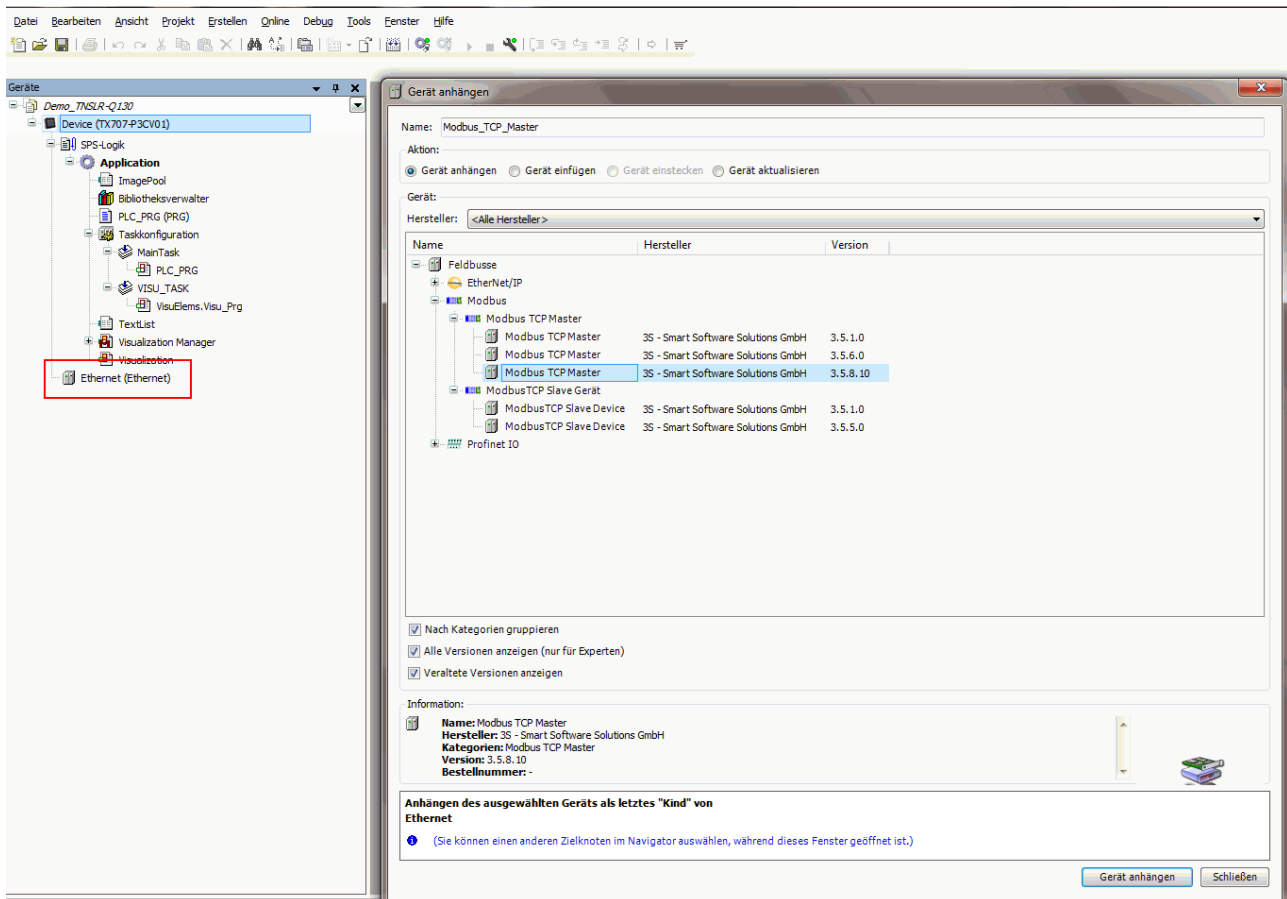 Datei Bearbeiten Ansicht Projekt Erstellen Online Debug Tools Fenster Hilfe
Geräte
Demo_TNSLR-Q130
Device (TX707-P3CV01)
SPS-Logik
Application
ImagePool
Bibliotheksverwalter
PLC_PRG (PRG)
Taskkonfiguration
MainTask
PLC_PRG
VISU_TASK
VisuElems.Visu_Prg
TextList
Visualization Manager
Visualization
Ethernet (Ethernet)
Gerät anhängen
Name: Modbus_TCP_Master
Aktion:
Gerät anhängen Gerät einfügen Gerät einstecken Gerät aktualisieren
Gerät:
Hersteller: <Alle Hersteller>
Name Hersteller Version
Feldbusse
EtherNet/IP
Modbus
Modbus TCP Master
Modbus TCP Master 3S - Smart Software Solutions GmbH 3.5.1.0
Modbus TCP Master 3S - Smart Software Solutions GmbH 3.5.6.0
Modbus TCP Master 3S - Smart Software Solutions GmbH 3.5.8.10
ModbusTCP Slave Gerät
ModbusTCP Slave Device 3S - Smart Software Solutions GmbH 3.5.1.0
ModbusTCP Slave Device 3S - Smart Software Solutions GmbH 3.5.5.0
Profinet IO
Nach Kategorien gruppieren
Alle Versionen anzeigen (nur für Experten)
Veraltete Versionen anzeigen
Information:
Name: Modbus TCP Master
Hersteller: 3S - Smart Software Solutions GmbH
Kategorien: Modbus TCP Master
Version: 3.5.8.10
Bestellnummer: -
Anhängen des ausgewählten Geräts als letztes "Kind" von
Ethernet
(Sie können einen anderen Zielknoten im Navigator auswählen, während dieses Fenster geöffnet ist.)
Gerät anhängen Schließen